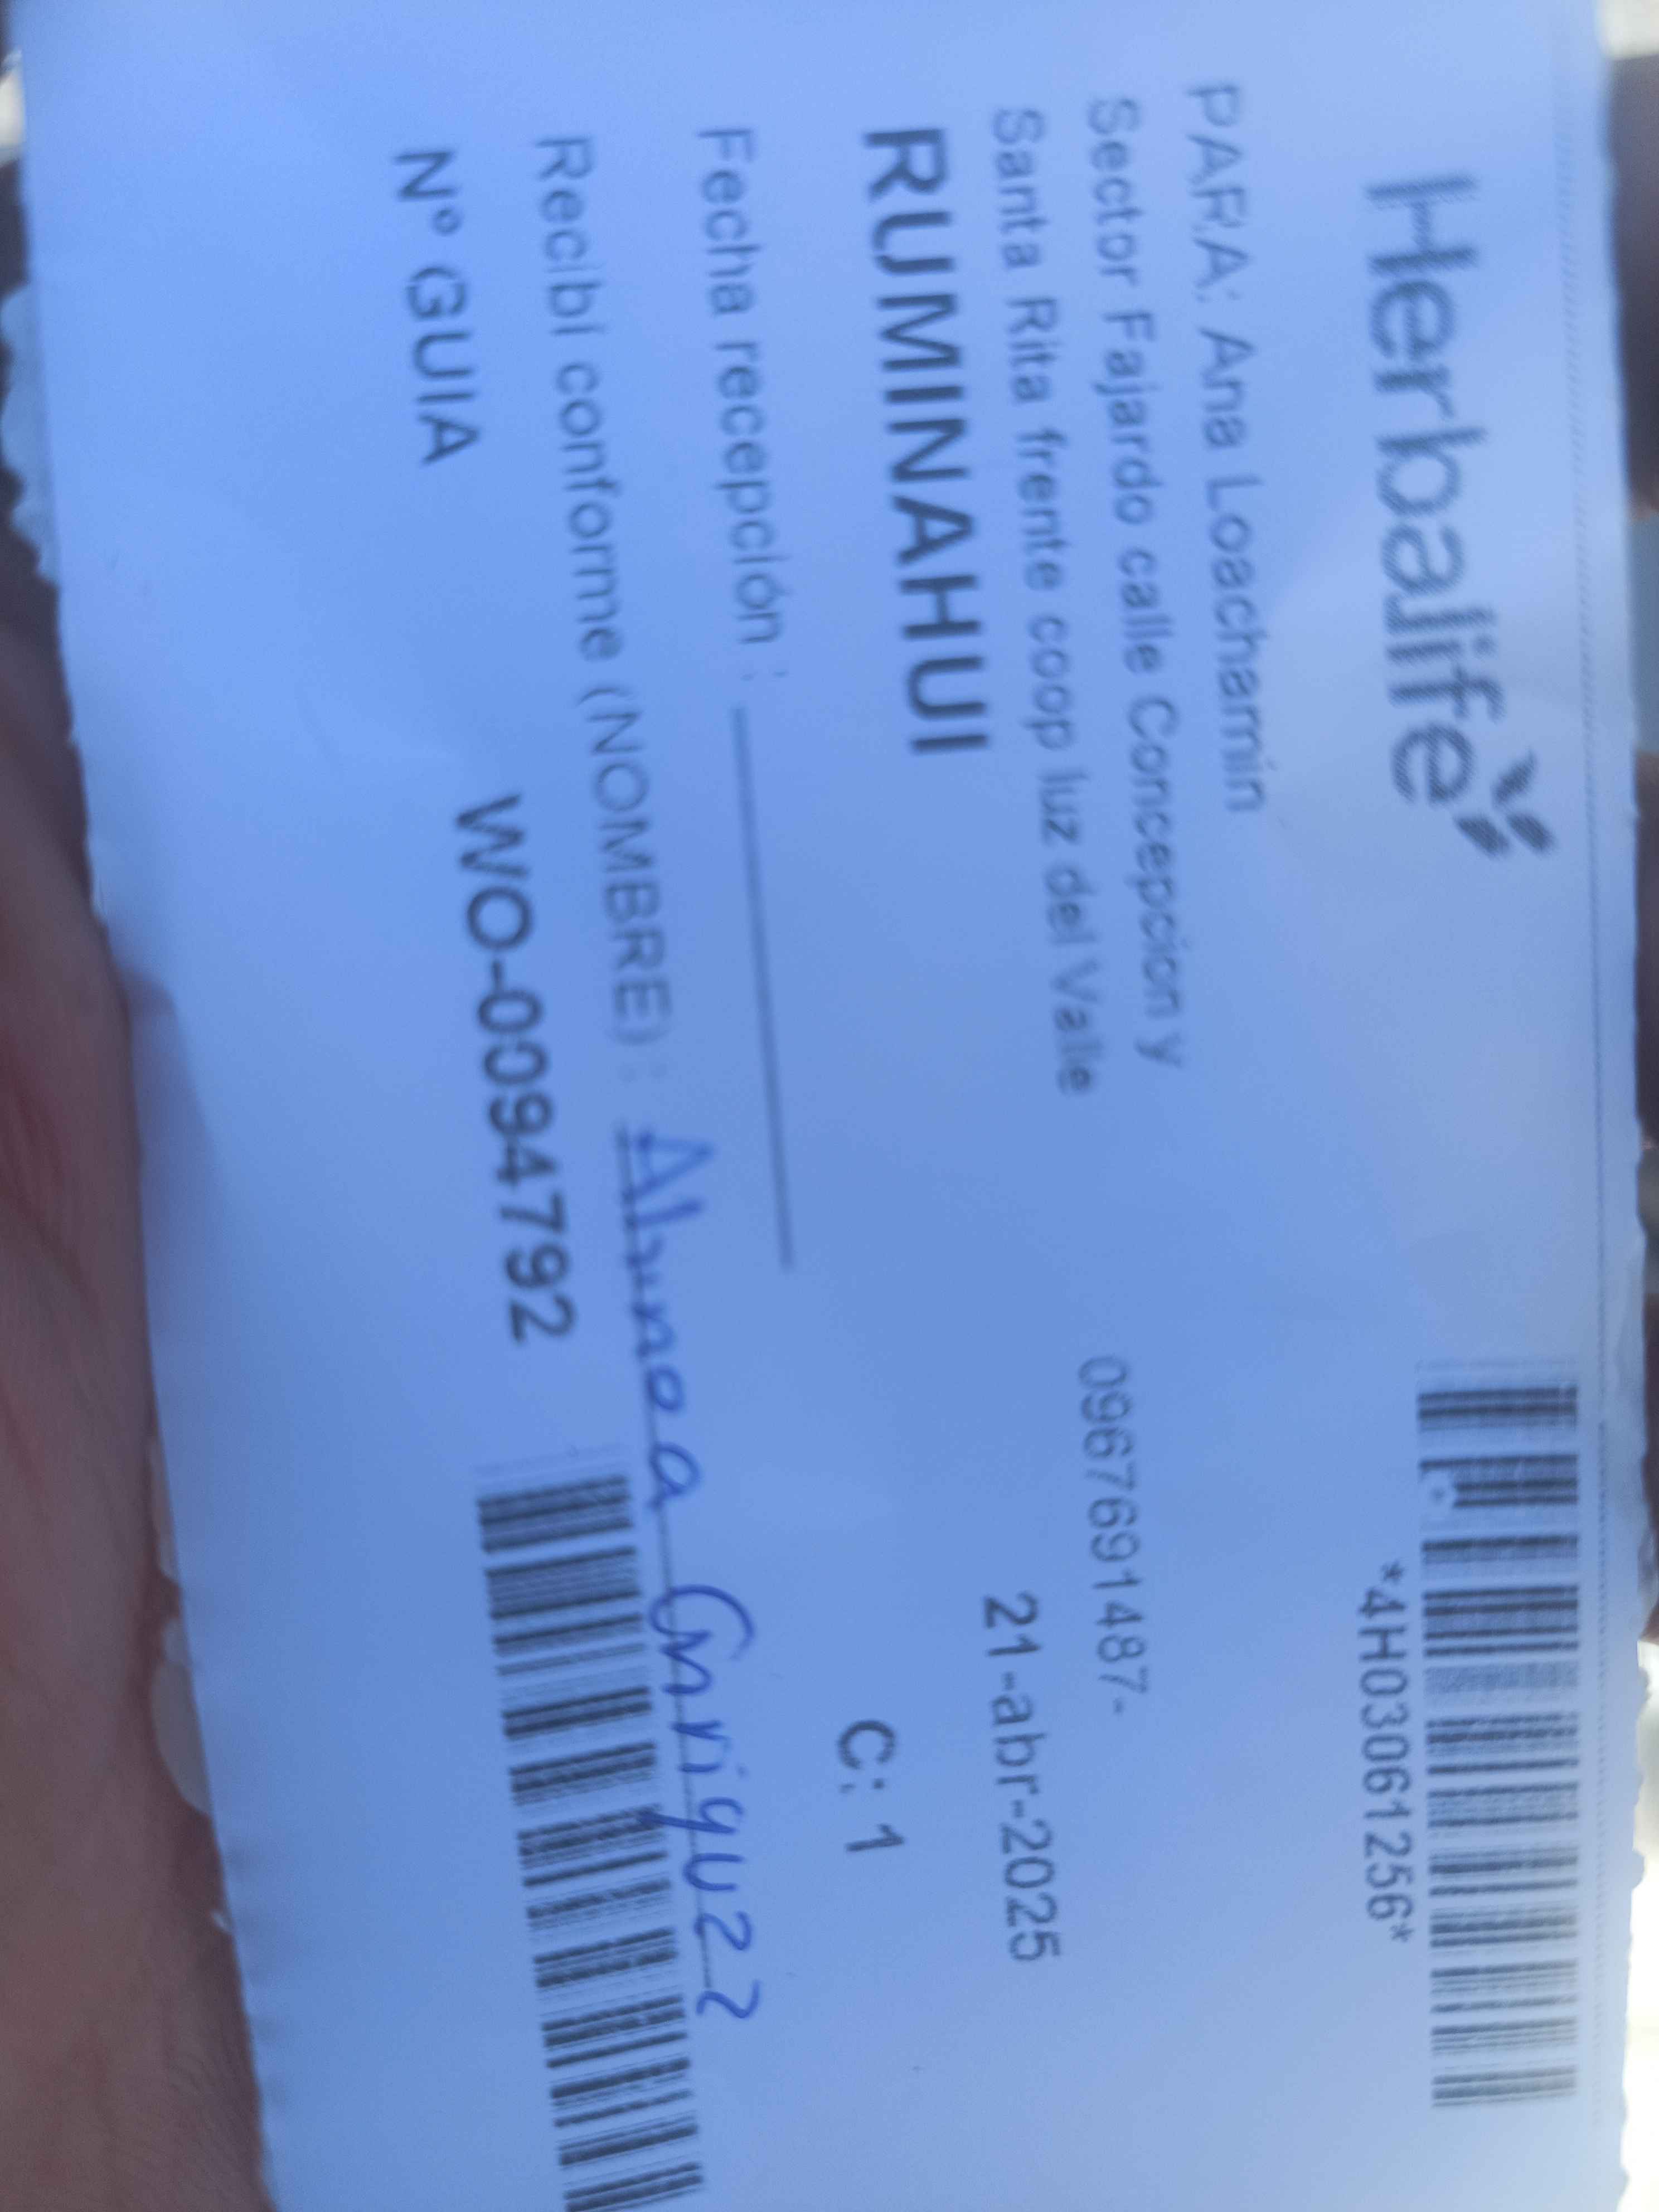 Herbalife
*4H03061256*
PARA: Ana Loachamin
Sector Fajardo calle Concepcion y 0967691487-
Santa Rita frente coop luz del Valle
21-abr-2025
RUMINAHUI C: 1
Fecha recepción :
Recibí conforme (NOMBRE) :
Nº GUIA WO-00947792